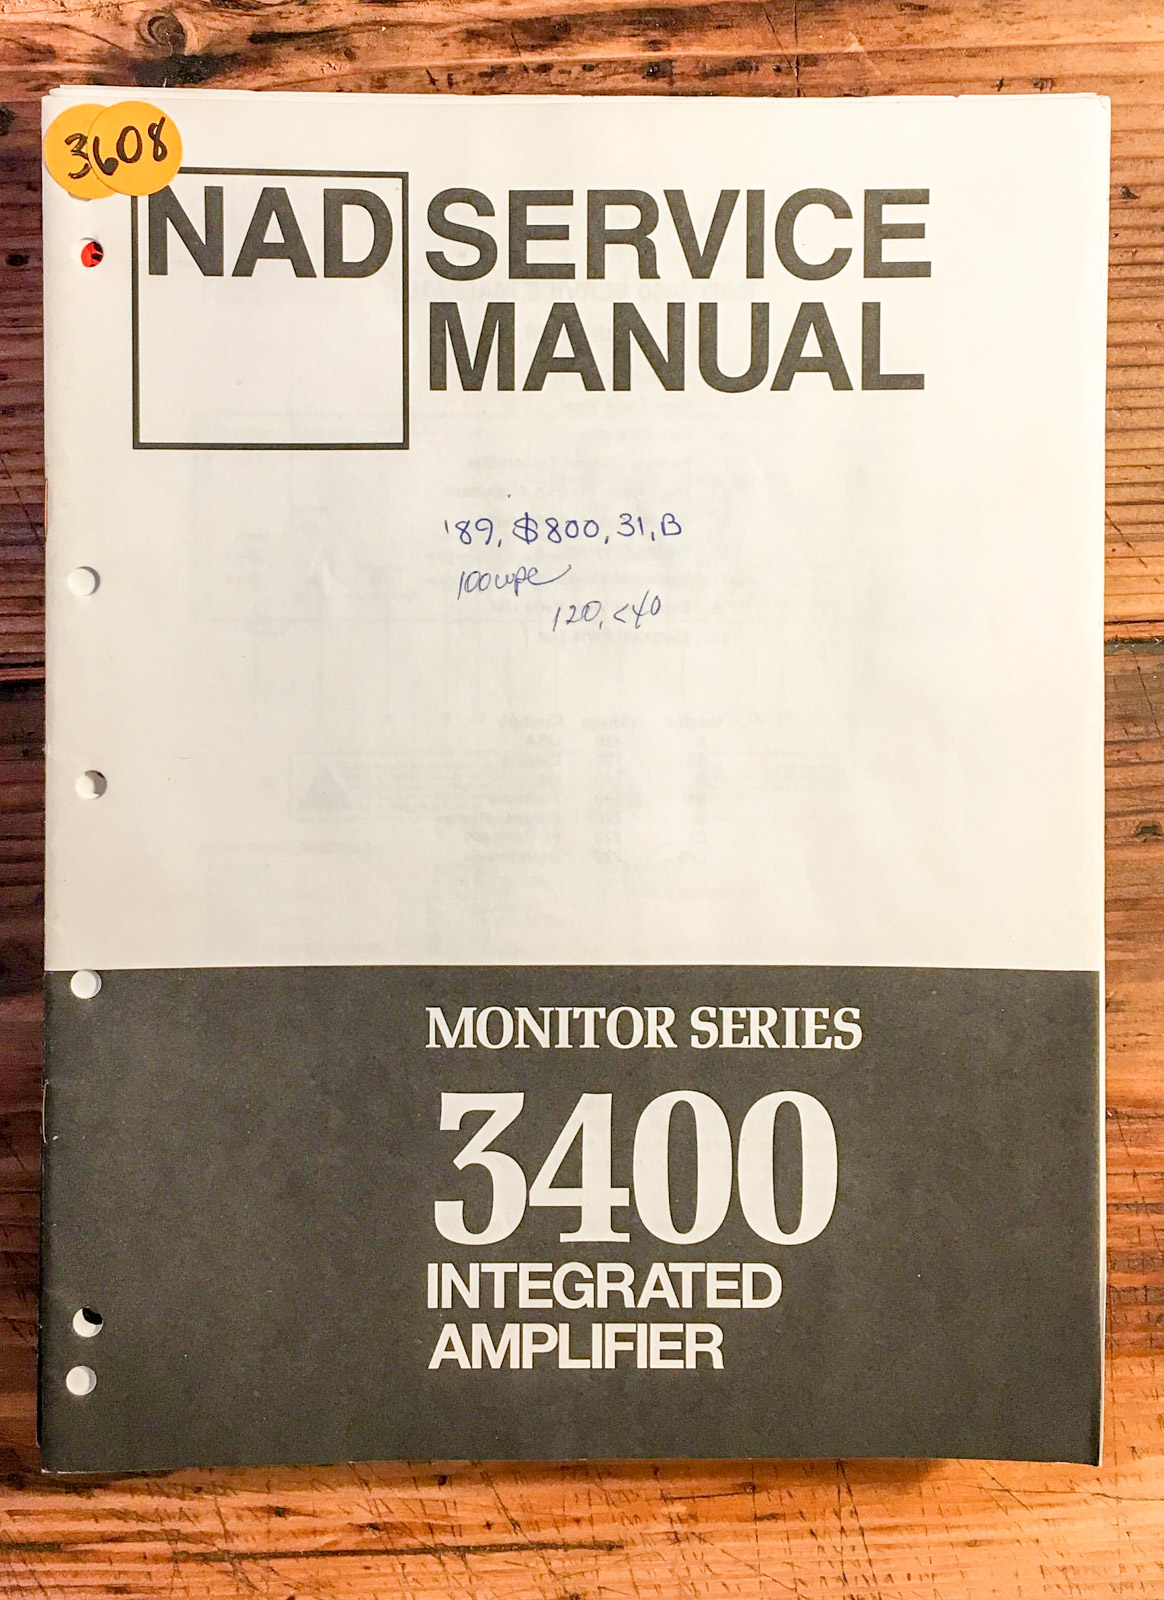 3608
NAD SERVICE
MANUAL
'89, $800, 31, B
100wpc
120, <40
MONITOR SERIES
3400
INTEGRATED
AMPLIFIER